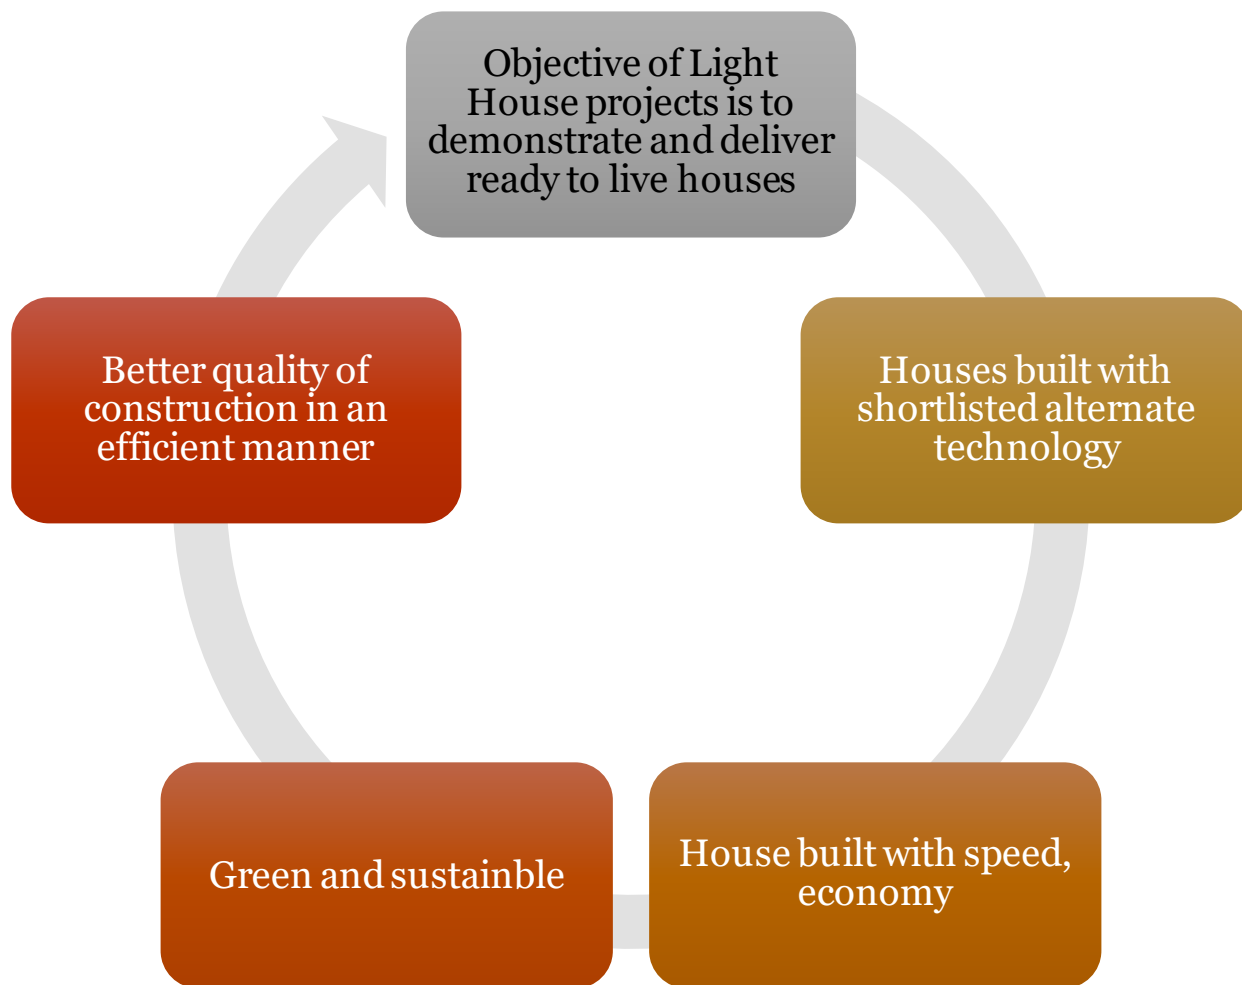 Objective of Light
House projects is to
demonstrate and deliver
ready to live houses
Houses built with
shortlisted alternate
technology
House built with speed,
economy
Green and sustainble
Better quality of
construction in an
efficient manner